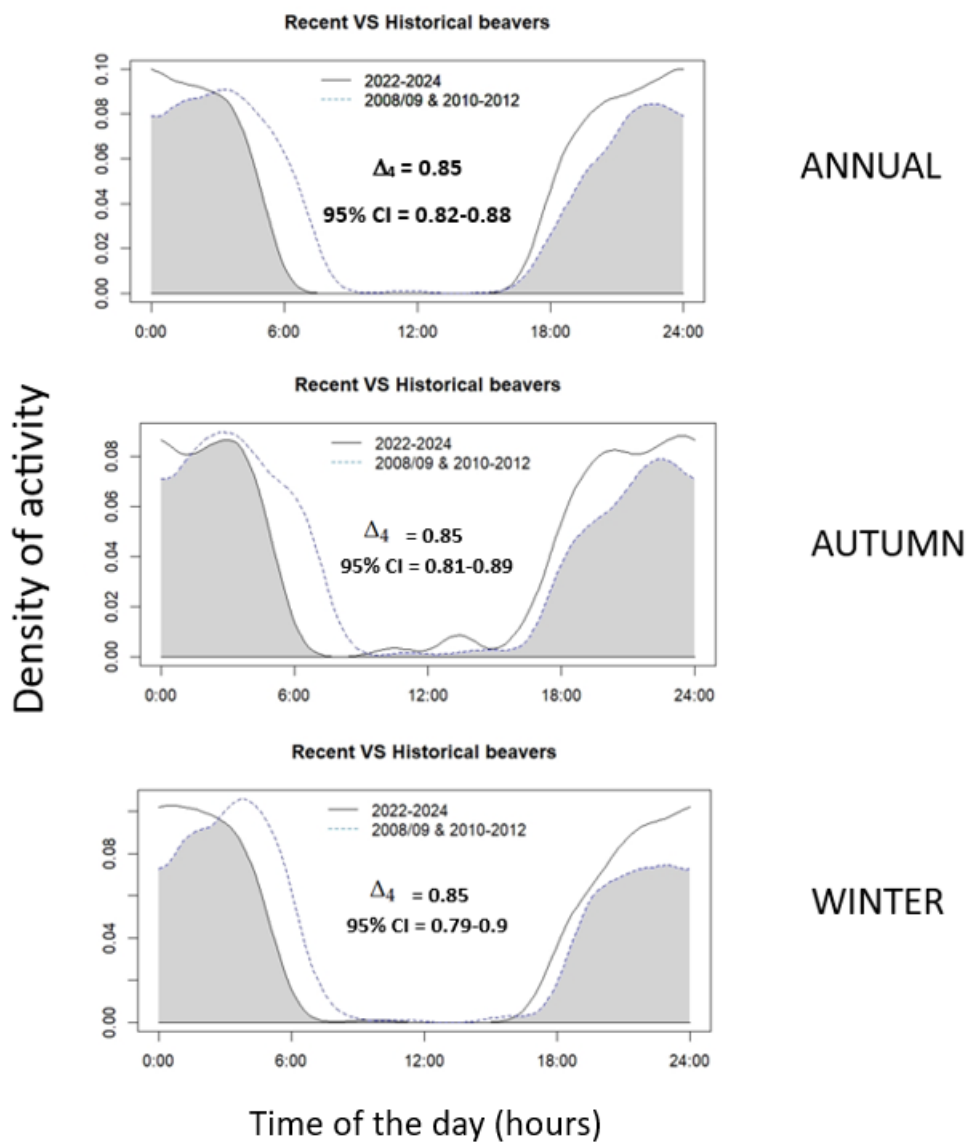 Recent VS Historical beavers
2022-2024
2008/09 & 2010-2012
Δ4 = 0.85
95% CI = 0.82-0.88
0.00 0.02 0.04 0.06 0.08 0.10
0:00 6:00 12:00 18:00 24:00
ANNUAL
Density of activity
Recent VS Historical beavers
2022-2024
2008/09 & 2010-2012
Δ4 = 0.85
95% CI = 0.81-0.89
0.00 0.02 0.04 0.06 0.08
0:00 6:00 12:00 18:00 24:00
AUTUMN
Recent VS Historical beavers
2022-2024
2008/09 & 2010-2012
Δ4 = 0.85
95% CI = 0.79-0.9
0.00 0.04 0.08
0:00 6:00 12:00 18:00 24:00
WINTER
Time of the day (hours)